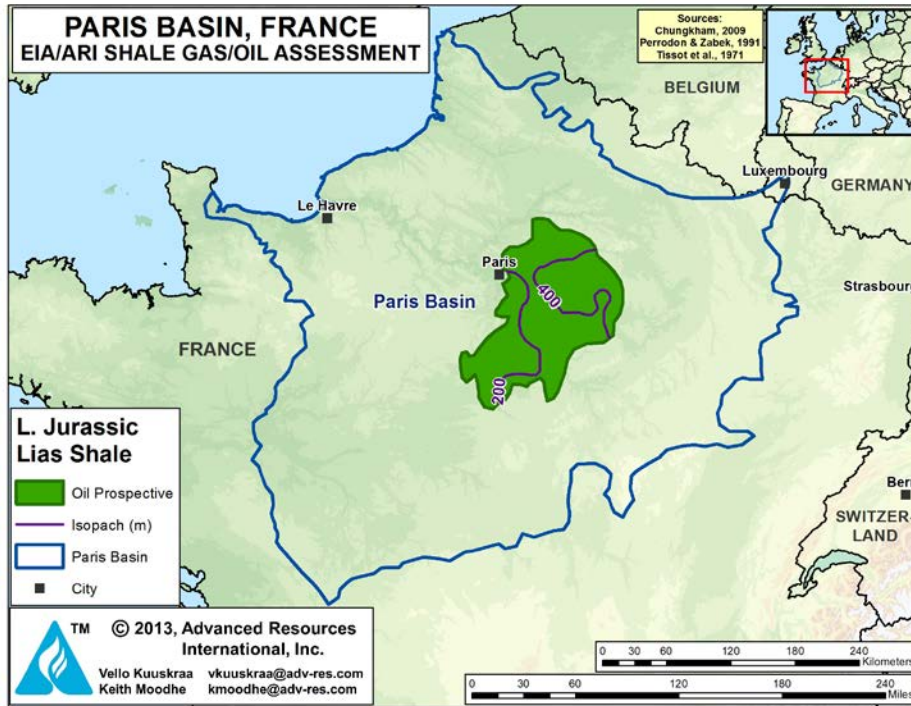 PARIS BASIN, FRANCE
EIA/ARI SHALE GAS/OIL ASSESSMENT
Sources:
Chungkham, 2009
Perrodon & Zabek, 1991
Tissot et al., 1971
BELGIUM
Luxembourg
GERMANY
Le Havre
Paris
400
Paris Basin
Strasbourg
FRANCE
200
L. Jurassic
Lias Shale
Oil Prospective
Isopach (m)
Paris Basin
City
Bern
SWITZER-
LAND
TM
© 2013, Advanced Resources
International, Inc.
Vello Kuuskraa vkuuskraa@adv-res.com
Keith Moodhe kmoodhe@adv-res.com
0 30 60 120 180 240
Kilometers
0 30 60 120 180 240
Miles